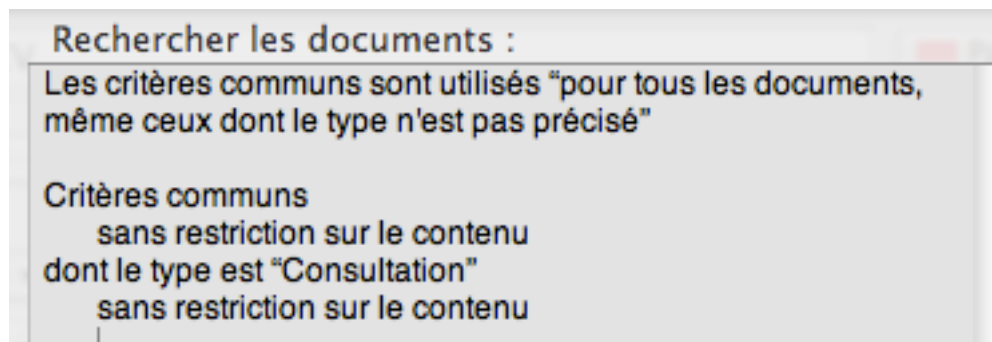 Rechercher les documents :
Les critères communs sont utilisés “pour tous les documents,
même ceux dont le type n'est pas précisé”
Critères communs
sans restriction sur le contenu
dont le type est “Consultation”
sans restriction sur le contenu